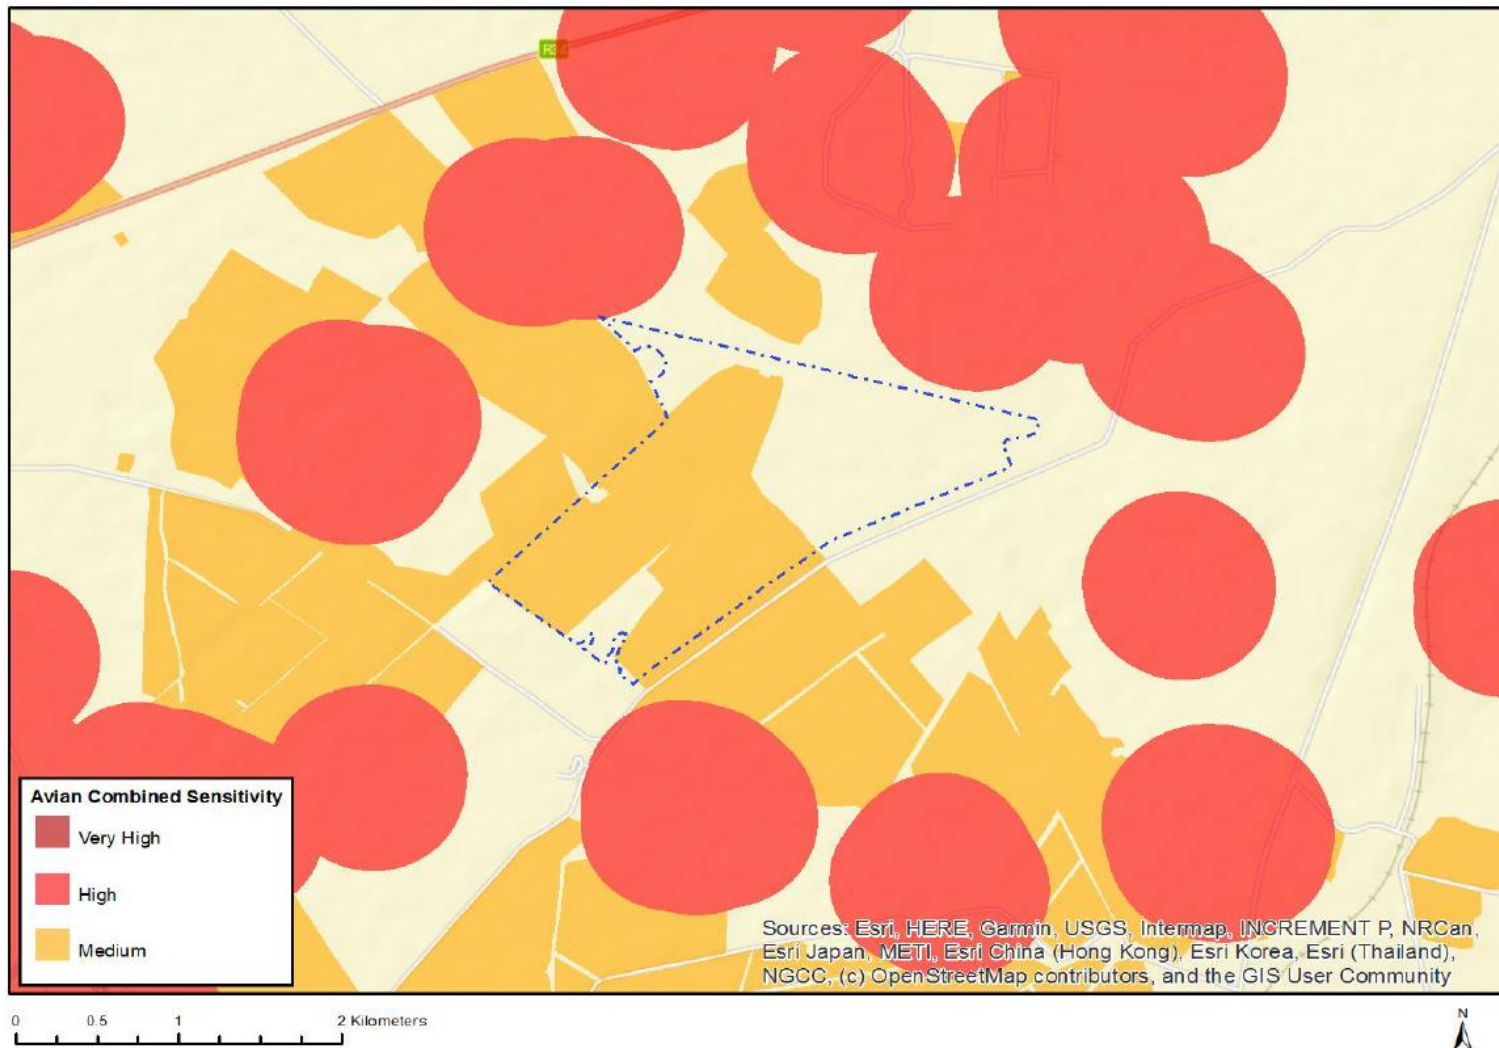 R34
Avian Combined Sensitivity
Very High
High
Medium
Sources: Esri, HERE, Garmin, USGS, Intermap, INCREMENT P, NRCan,
Esri Japan, METI, Esri China (Hong Kong), Esri Korea, Esri (Thailand),
NGCC, (c) OpenStreetMap contributors, and the GIS User Community
0 0.5 1 2 Kilometers
N